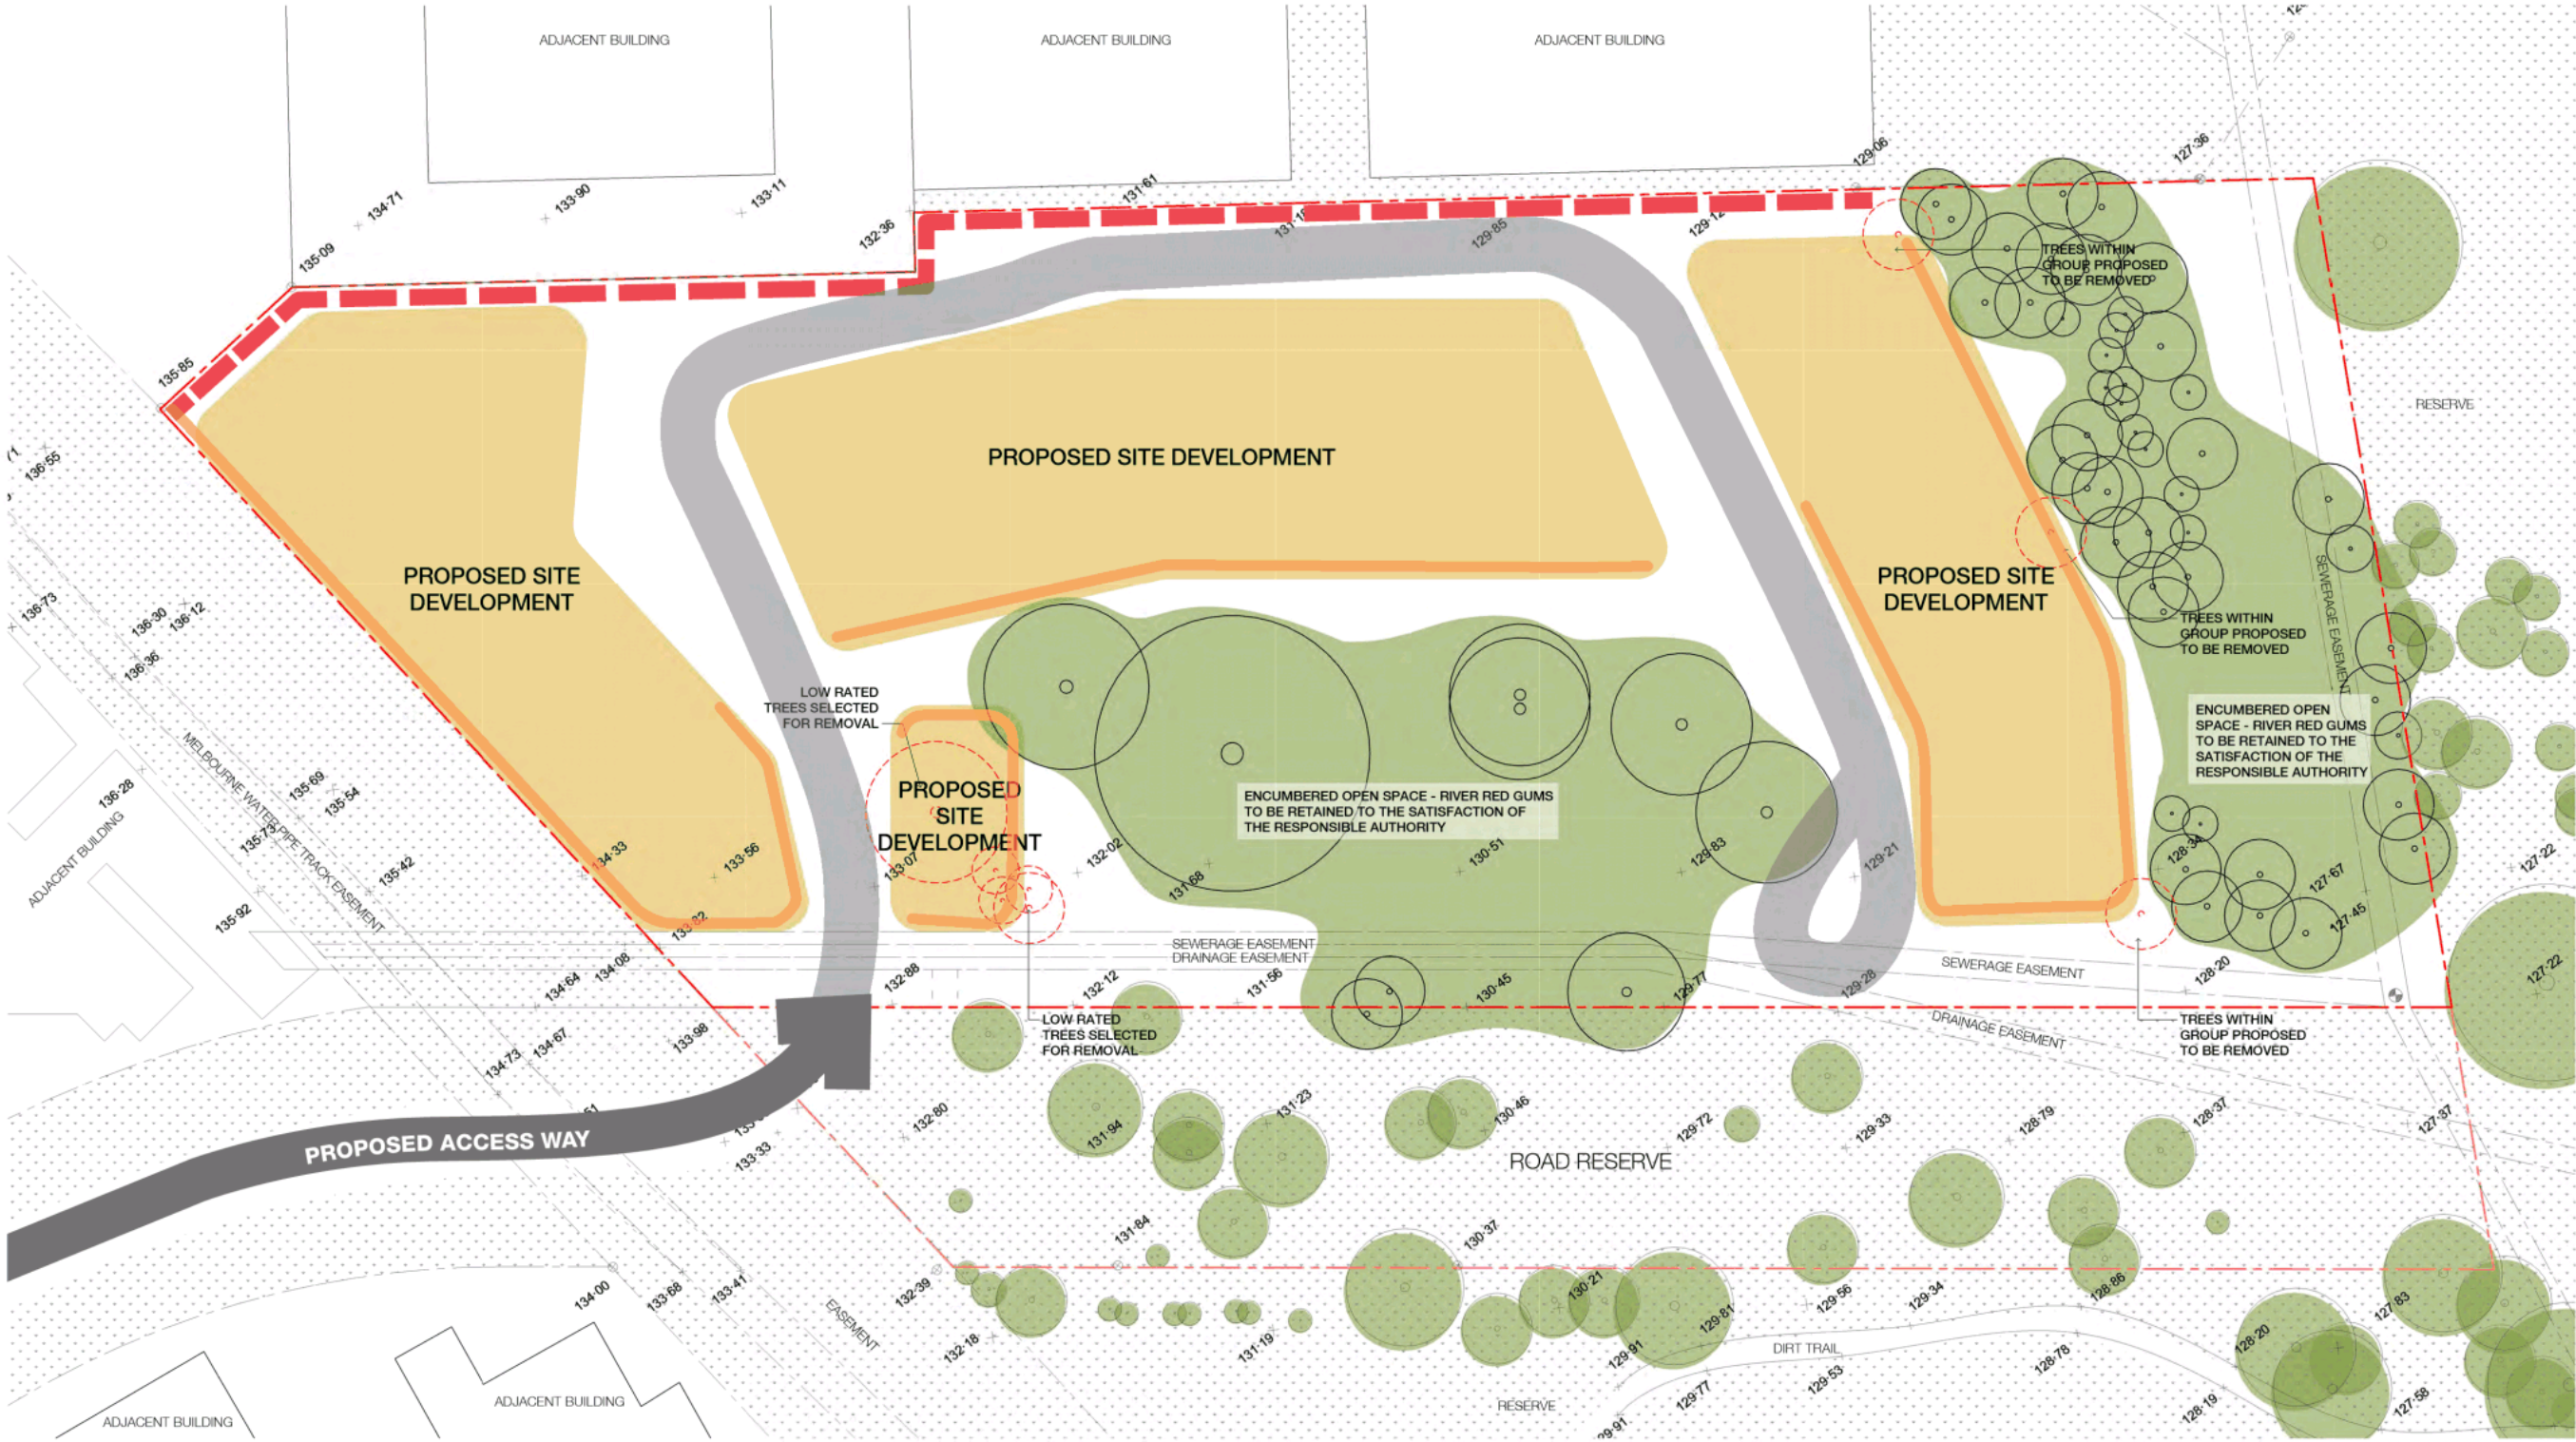 ADJACENT BUILDING
ADJACENT BUILDING
ADJACENT BUILDING
129·06
127·36
134·71
133·90
133·11
131·61
135·09
132·36
129·85
129·12
TREES WITHIN
GROUP PROPOSED
TO BE REMOVED
135·85
RESERVE
136·55
PROPOSED SITE DEVELOPMENT
PROPOSED SITE
DEVELOPMENT
PROPOSED SITE
DEVELOPMENT
136·73
136·30
136·12
136·36
TREES WITHIN
GROUP PROPOSED
TO BE REMOVED
SEWERAGE EASEMENT
LOW RATED
TREES SELECTED
FOR REMOVAL
ENCUMBERED OPEN
SPACE - RIVER RED GUMS
TO BE RETAINED TO THE
SATISFACTION OF THE
RESPONSIBLE AUTHORITY
MELBOURNE WATER PIPE TRACK EASEMENT
136·28
135·69
135·54
135·73
135·42
135·92
ADJACENT BUILDING
PROPOSED
SITE
DEVELOPMENT
ENCUMBERED OPEN SPACE - RIVER RED GUMS
TO BE RETAINED TO THE SATISFACTION OF
THE RESPONSIBLE AUTHORITY
134·33
133·56
133·07
132·02
131·68
130·51
129·83
129·21
128·34
127·67
127·45
127·22
133·82
SEWERAGE EASEMENT
DRAINAGE EASEMENT
SEWERAGE EASEMENT
134·64
134·08
132·88
132·12
131·56
130·45
129·77
129·28
128·20
127·22
134·73
134·67
133·98
LOW RATED
TREES SELECTED
FOR REMOVAL
DRAINAGE EASEMENT
TREES WITHIN
GROUP PROPOSED
TO BE REMOVED
PROPOSED ACCESS WAY
133·33
132·80
131·94
131·23
130·46
129·72
129·33
128·79
128·37
127·37
ROAD RESERVE
131·84
130·37
134·00
133·68
133·41
132·39
130·21
129·81
129·56
129·34
128·86
127·83
EASEMENT
132·18
131·19
129·91
DIRT TRAIL
128·78
128·20
129·77
129·53
128·19
127·58
ADJACENT BUILDING
ADJACENT BUILDING
RESERVE